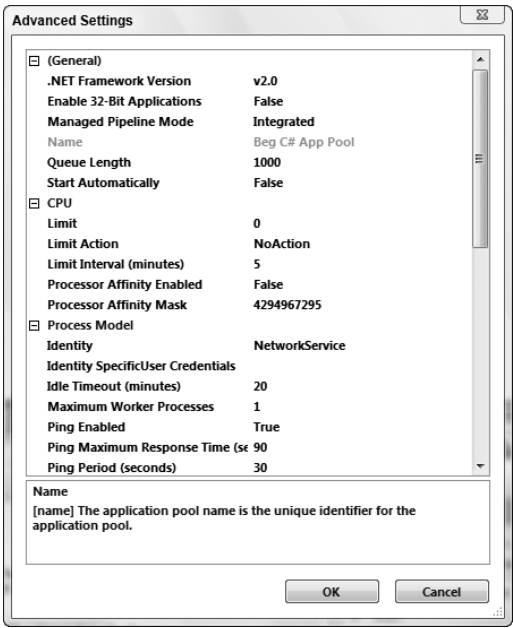 Advanced Settings
(General)
.NET Framework Version v2.0
Enable 32-Bit Applications False
Managed Pipeline Mode Integrated
Name Beg C# App Pool
Queue Length 1000
Start Automatically False
CPU
Limit 0
Limit Action NoAction
Limit Interval (minutes) 5
Processor Affinity Enabled False
Processor Affinity Mask 4294967295
Process Model
Identity NetworkService
Identity SpecificUser Credentials
Idle Timeout (minutes) 20
Maximum Worker Processes 1
Ping Enabled True
Ping Maximum Response Time (se 90
Ping Period (seconds) 30
Name
[name] The application pool name is the unique identifier for the
application pool.
OK Cancel